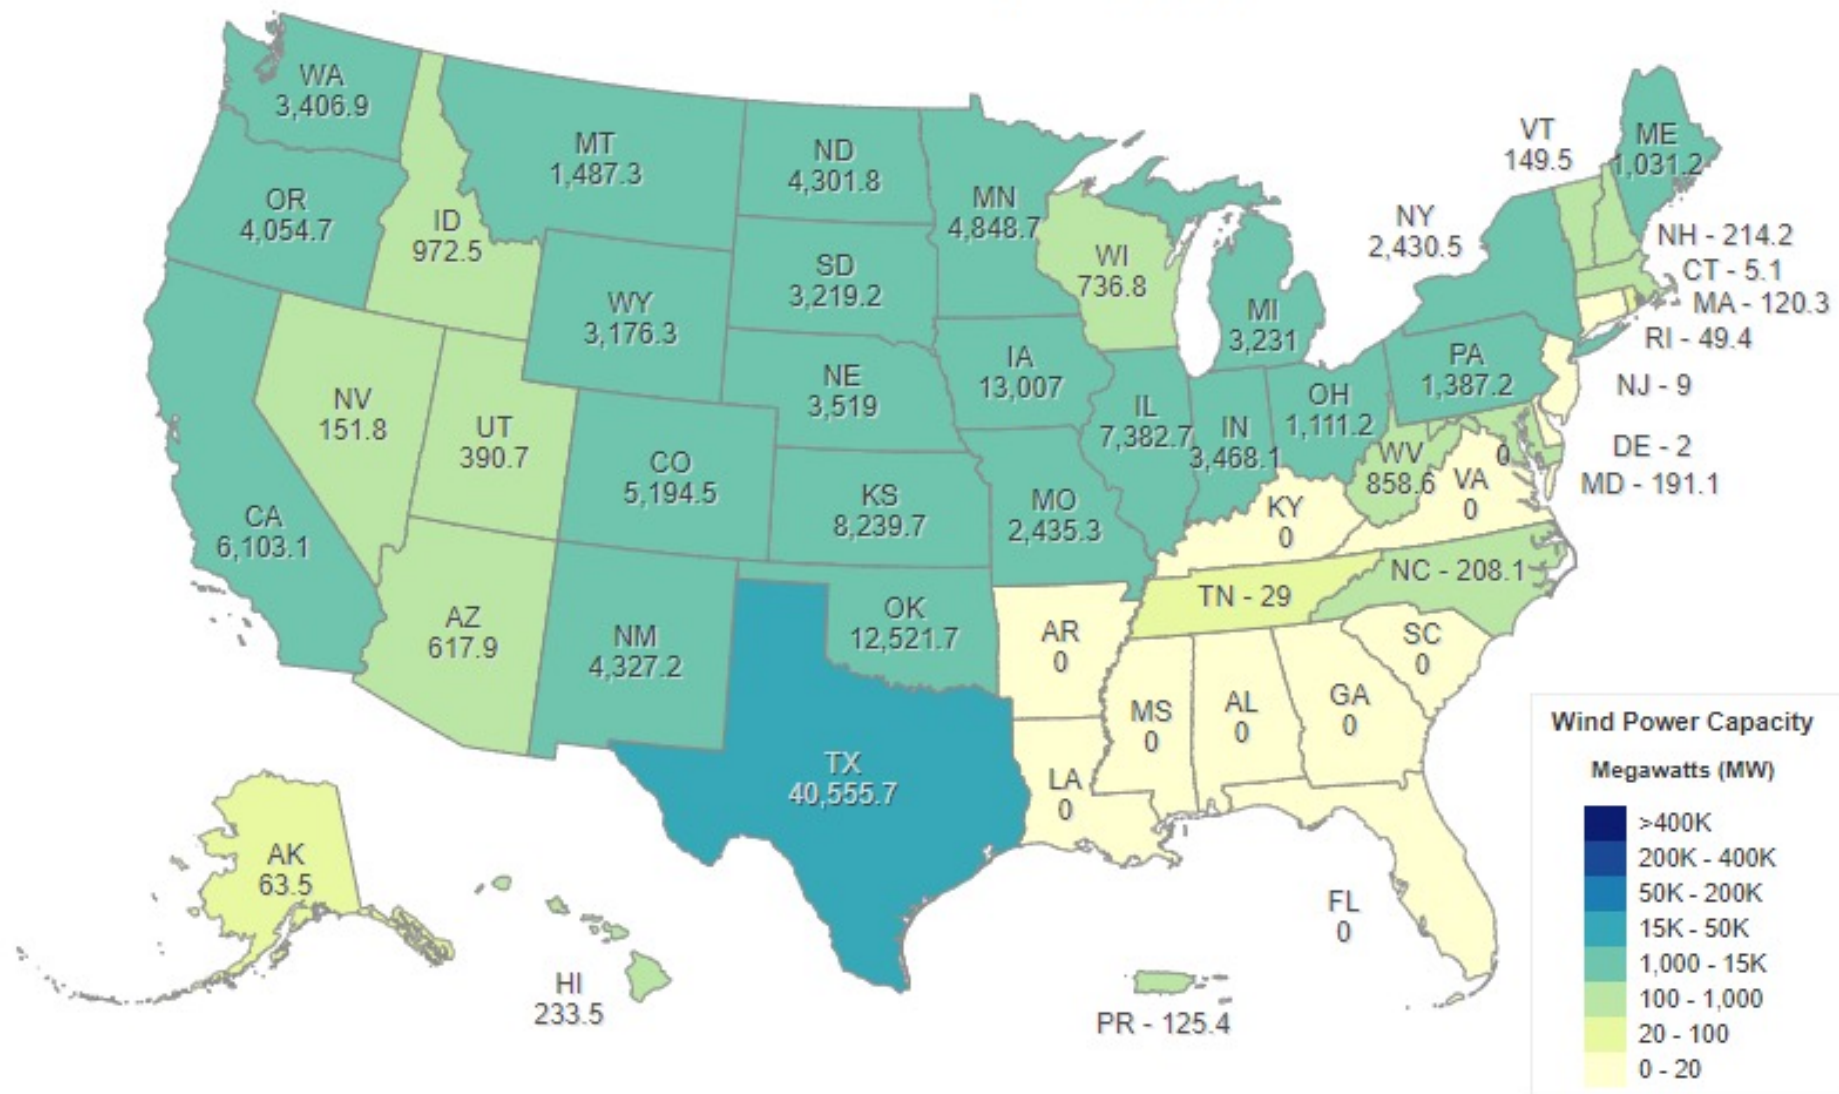 WA
3,406.9
MT
1,487.3
ND
4,301.8
MN
4,848.7
VT
149.5
ME
1,031.2
OR
4,054.7
ID
972.5
NY
2,430.5
NH - 214.2
CT - 5.1
MA - 120.3
RI - 49.4
WI
736.8
SD
3,219.2
WY
3,176.3
MI
3,231
IA
13,007
PA
1,387.2
NJ - 9
NE
3,519
NV
151.8
UT
390.7
IL
7,382.7
IN
3,468.1
OH
1,111.2
DE - 2
MD - 191.1
WV
858.6
0
VA
0
CO
5,194.5
KS
8,239.7
MO
2,435.3
KY
0
CA
6,103.1
NC - 208.1
TN - 29
AZ
617.9
NM
4,327.2
OK
12,521.7
AR
0
SC
0
MS
0
AL
0
GA
0
TX
40,555.7
LA
0
FL
0
AK
63.5
HI
233.5
PR - 125.4
Wind Power Capacity
Megawatts (MW)
>400K
200K - 400K
50K - 200K
15K - 50K
1,000 - 15K
100 - 1,000
20 - 100
0 - 20